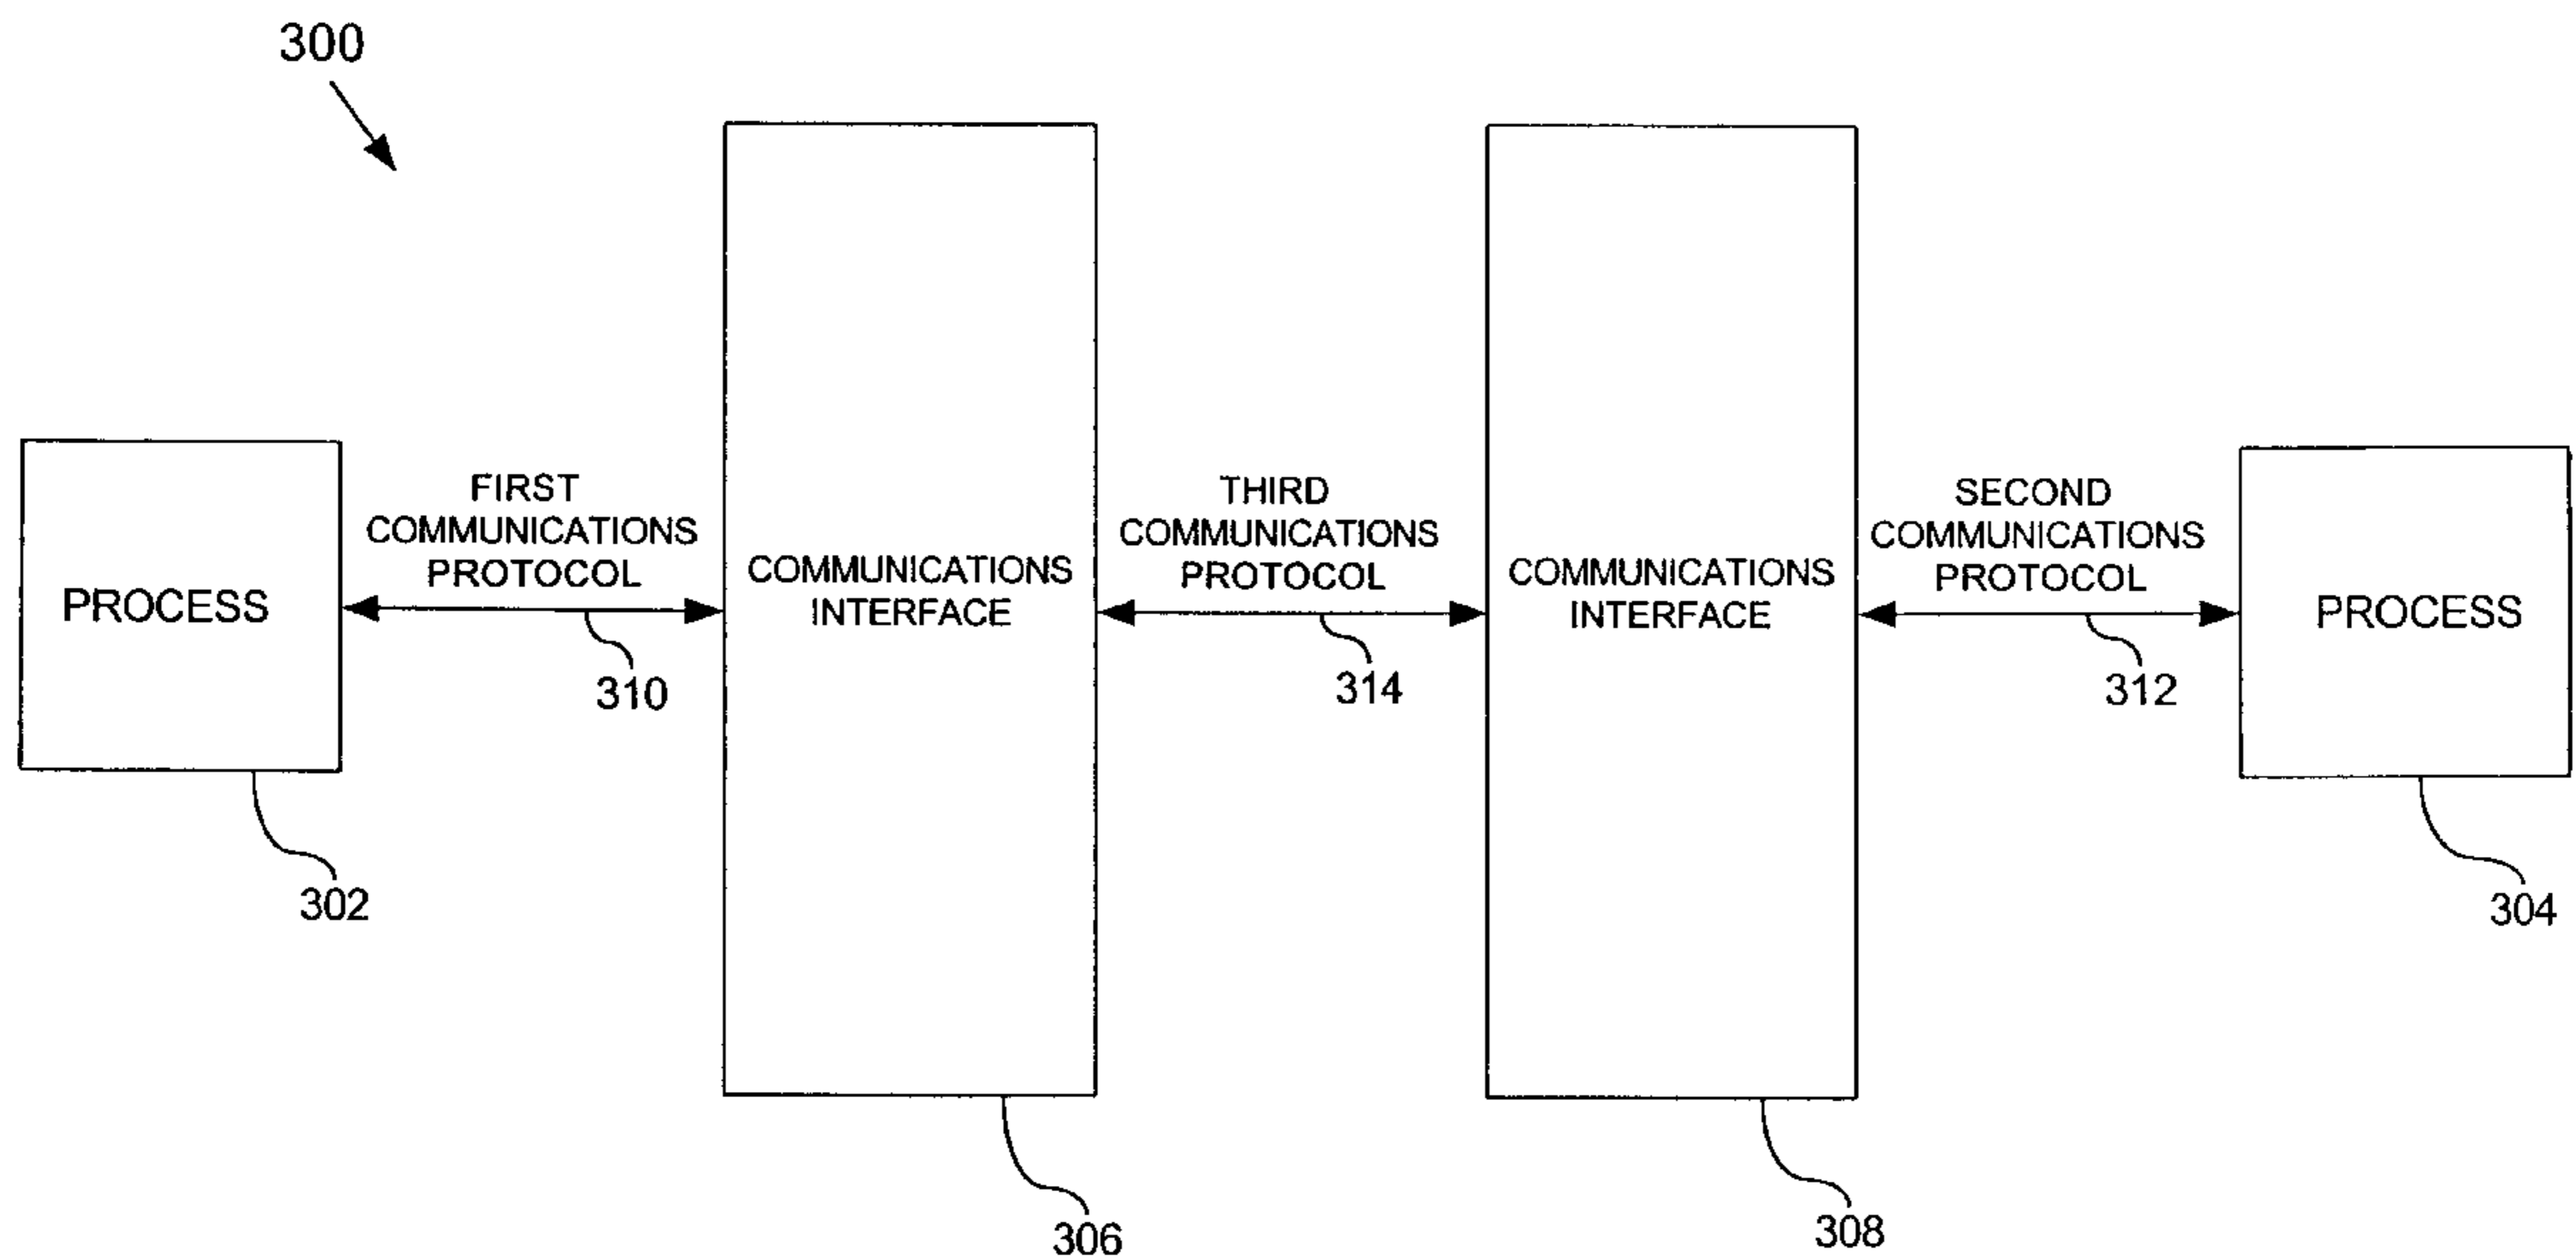 300
PROCESS
FIRST
COMMUNICATIONS
PROTOCOL
310
COMMUNICATIONS
INTERFACE
THIRD
COMMUNICATIONS
PROTOCOL
314
COMMUNICATIONS
INTERFACE
SECOND
COMMUNICATIONS
PROTOCOL
312
PROCESS
302
304
306
308